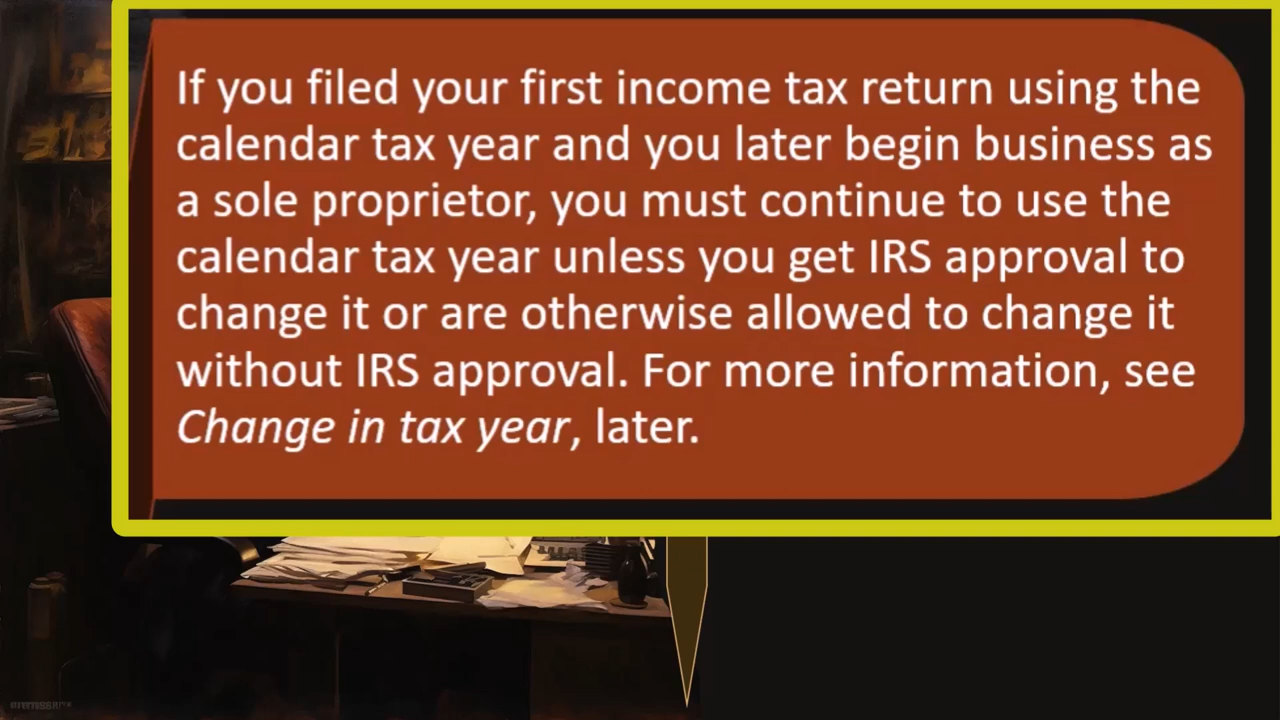 If you filed your first income tax return using the
calendar tax year and you later begin business as
a sole proprietor, you must continue to use the
calendar tax year unless you get IRS approval to
change it or are otherwise allowed to change it
without IRS approval. For more information, see
Change in tax year, later.